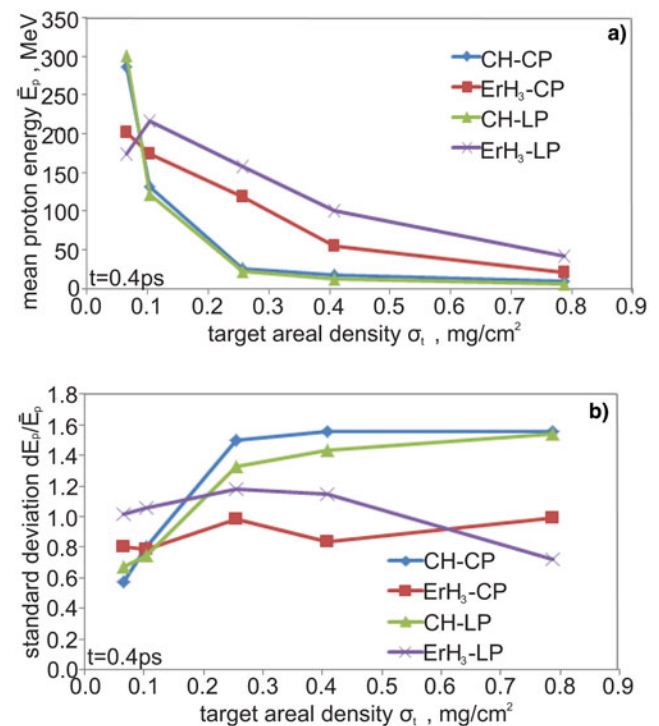 a)
mean proton energy Ē_p , MeV
350
300
250
200
150
100
50
0
CH-CP
ErH₃-CP
CH-LP
ErH₃-LP
t=0.4ps
0.0 0.1 0.2 0.3 0.4 0.5 0.6 0.7 0.8 0.9
target areal density σ_t , mg/cm²
b)
standard deviation dE_p/Ē_p
1.8
1.6
1.4
1.2
1.0
0.8
0.6
0.4
0.2
0.0
CH-CP
ErH₃-CP
CH-LP
ErH₃-LP
t=0.4ps
0.0 0.1 0.2 0.3 0.4 0.5 0.6 0.7 0.8 0.9
target areal density σ_t , mg/cm²